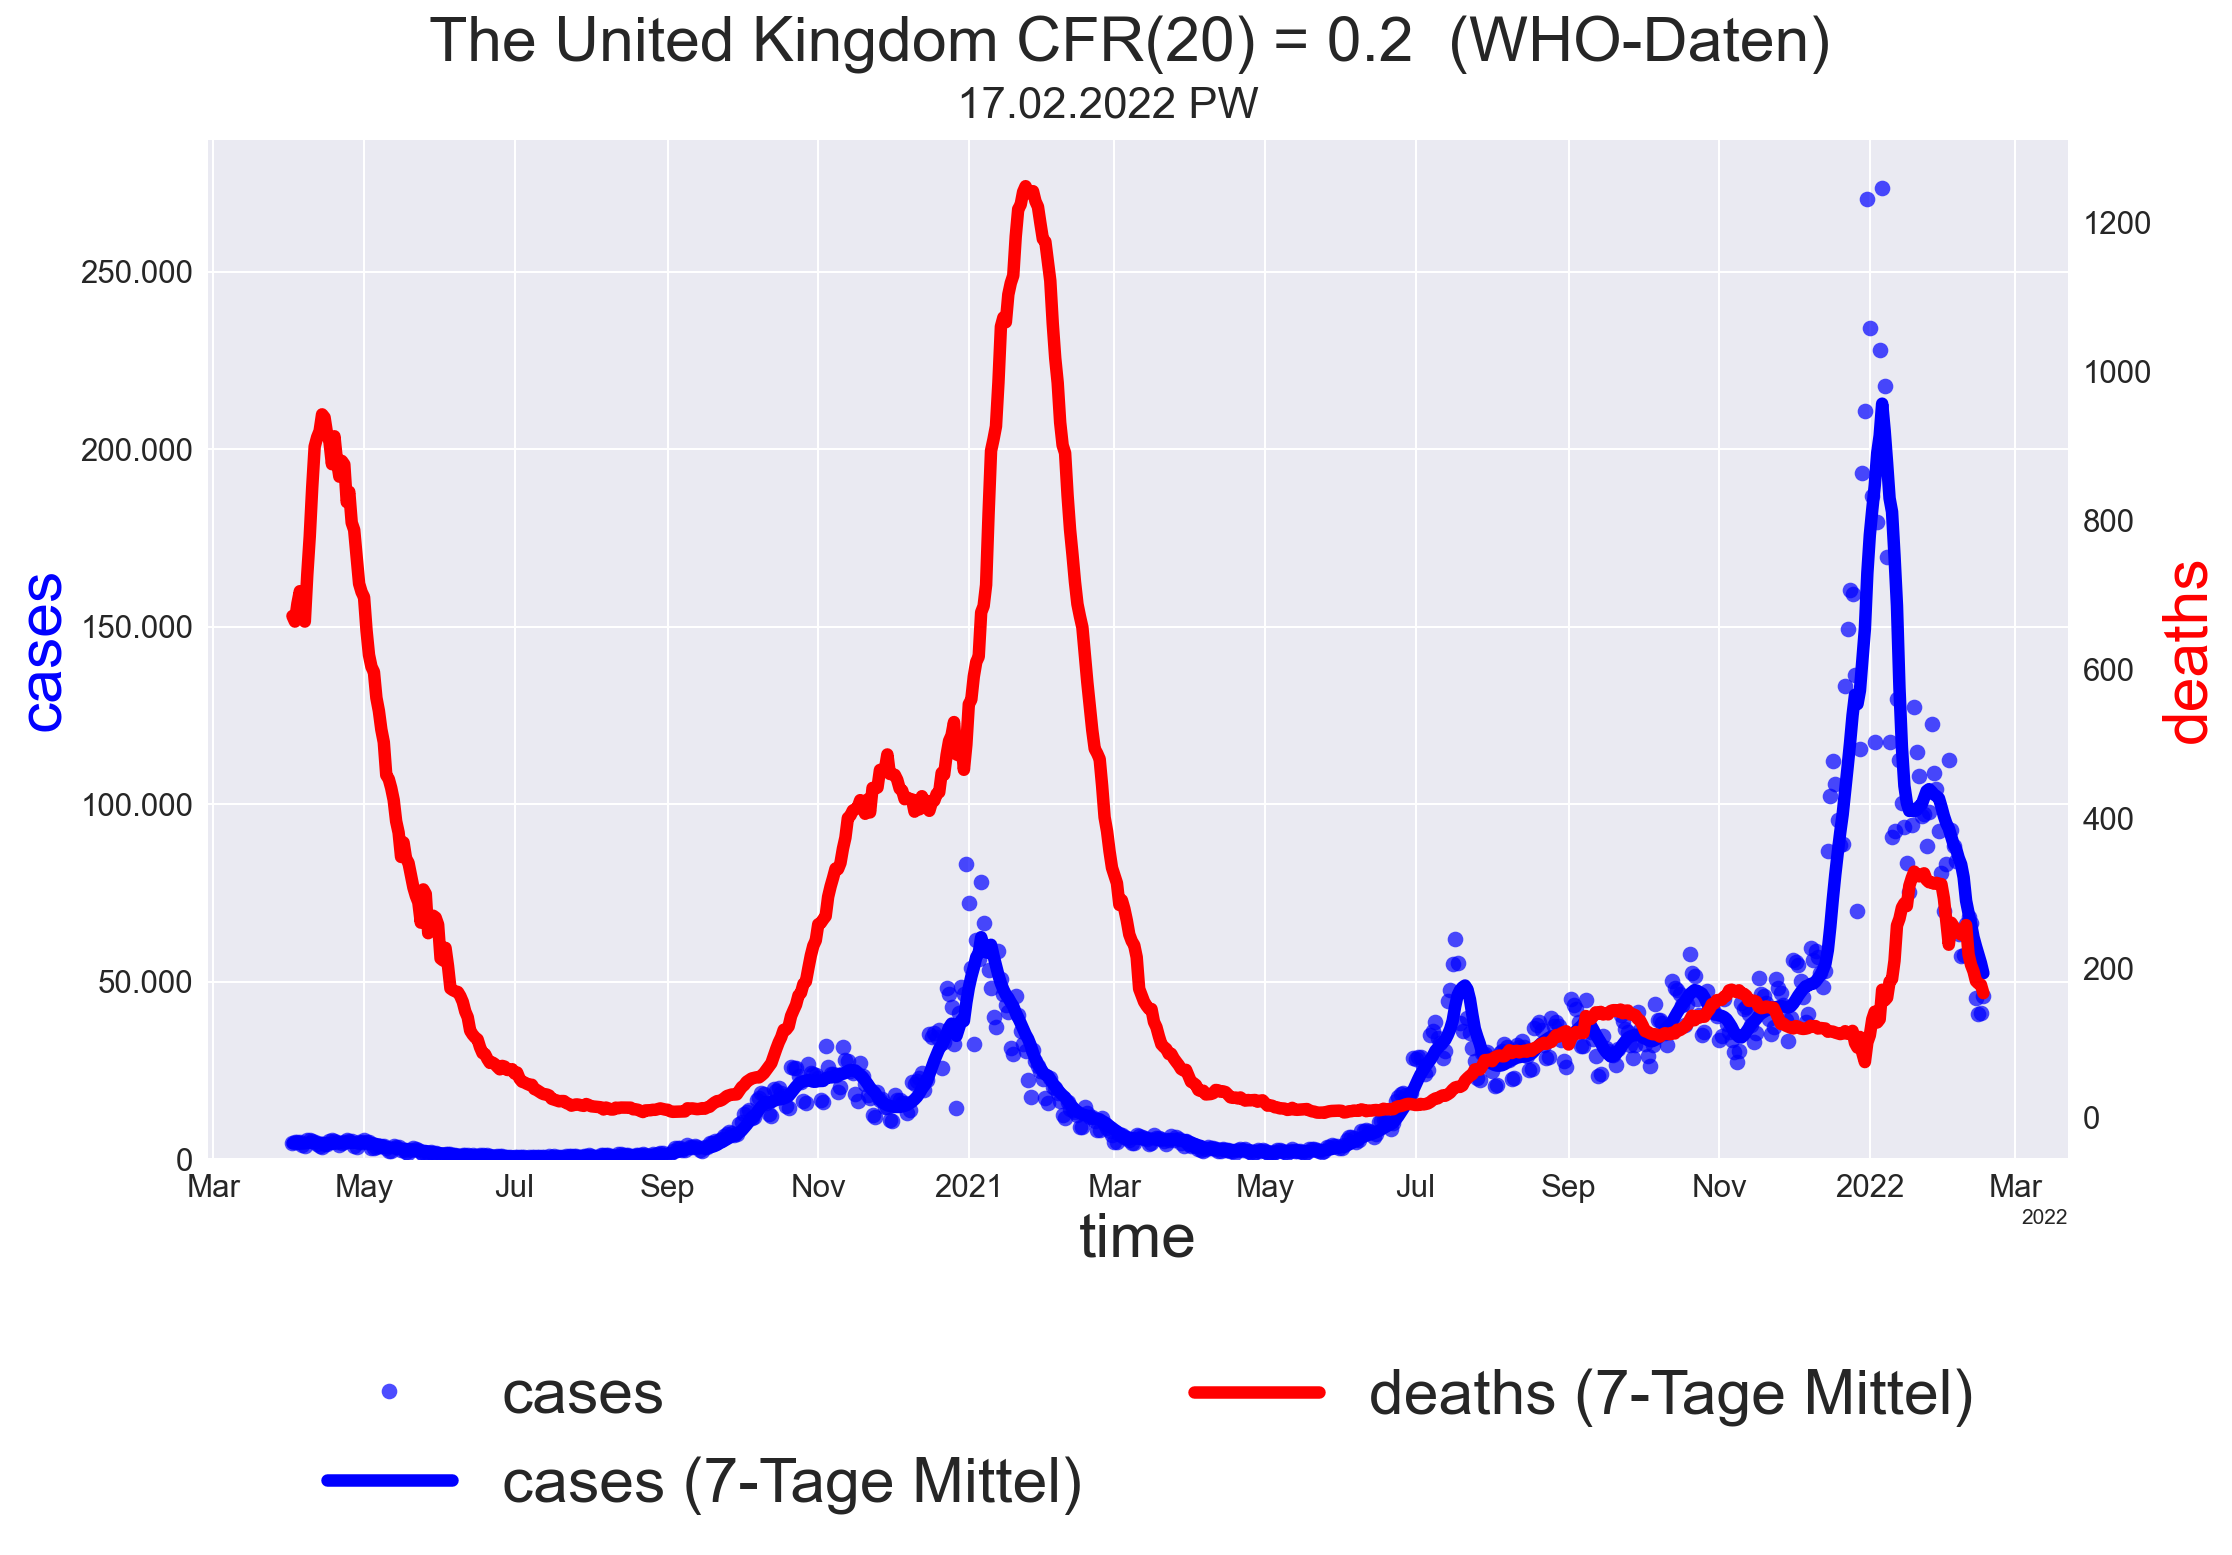 The United Kingdom CFR(20) = 0.2  (WHO-Daten)
17.02.2022 PW
cases
250.000
200.000
150.000
100.000
50.000
0
1200
1000
800
600
400
200
0
deaths
Mar May Jul Sep Nov 2021 Mar May Jul Sep Nov 2022 Mar
2022
time
cases
cases (7-Tage Mittel)
deaths (7-Tage Mittel)